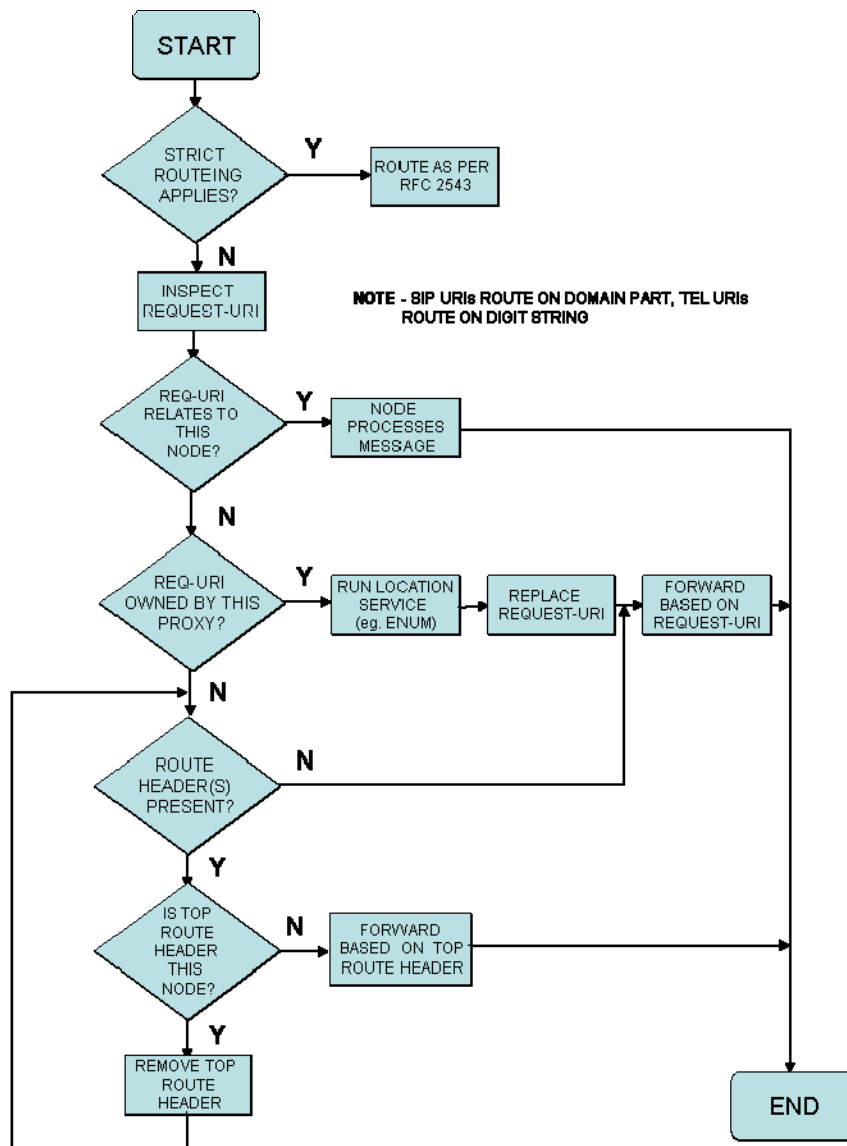 START
STRICT
ROUTEING
APPLIES?
Y
ROUTE AS PER
RFC 2543
N
INSPECT
REQUEST-URI
NOTE - SIP URIs ROUTE ON DOMAIN PART, TEL URIs
ROUTE ON DIGIT STRING
REQ-URI
RELATES TO
THIS
NODE?
Y
NODE
PROCESSES
MESSAGE
N
REQ-URI
OWNED BY THIS
PROXY?
Y
RUN LOCATION
SERVICE
(eg. ENUM)
REPLACE
REQUEST-URI
FORWARD
BASED ON
REQUEST-URI
N
ROUTE
HEADER(S)
PRESENT?
N
Y
IS TOP
ROUTE
HEADER
THIS
NODE?
N
FORWARD
BASED ON TOP
ROUTE HEADER
Y
REMOVE TOP
ROUTE
HEADER
END